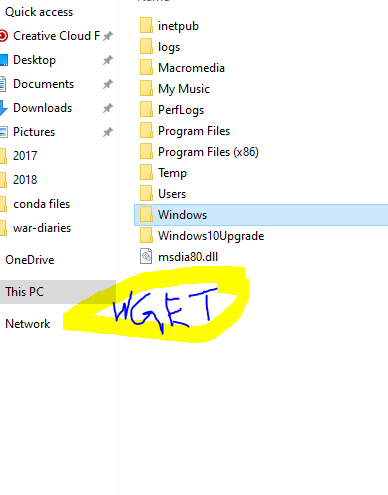 Quick access
Creative Cloud F
Desktop
Documents
Downloads
Pictures
2017
2018
conda files
war-diaries
OneDrive
This PC
Network
inetpub
logs
Macromedia
My Music
PerfLogs
Program Files
Program Files (x86)
Temp
Users
Windows
Windows10Upgrade
msdia80.dll
WGET